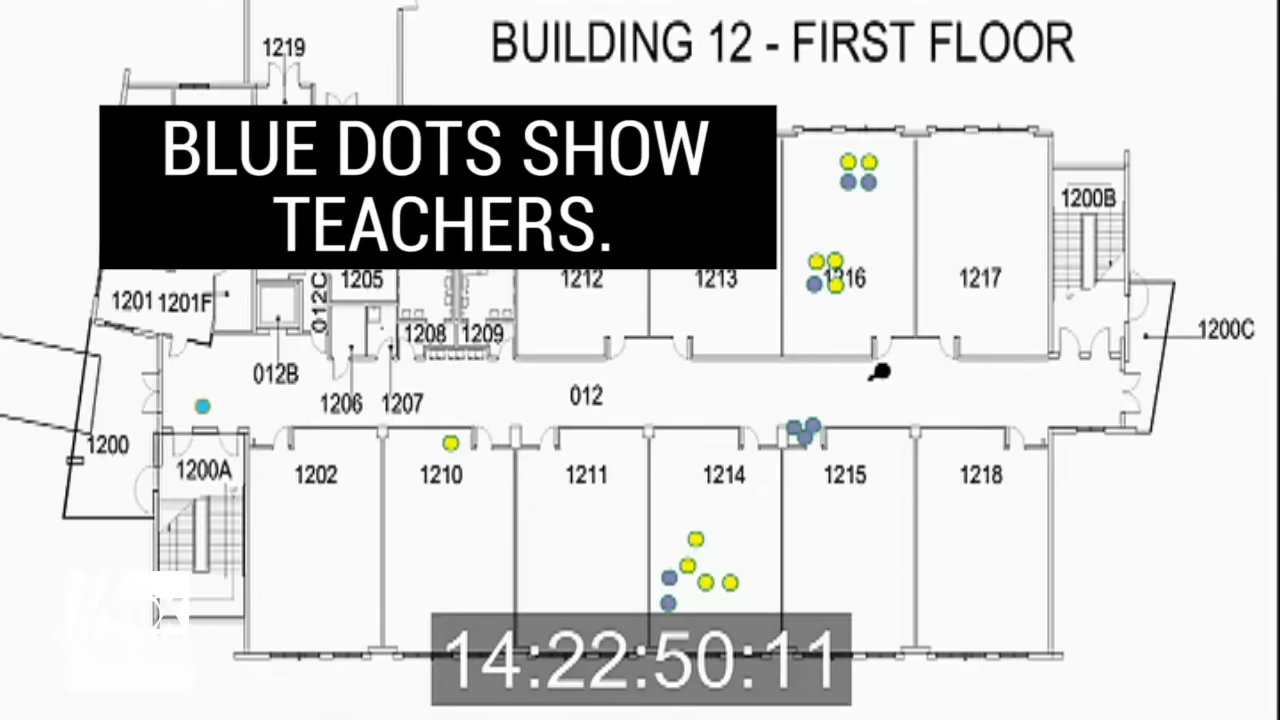 BUILDING 12 - FIRST FLOOR
1219
BLUE DOTS SHOW
TEACHERS.
1200B
1201 1201F
012C
1205
1212
1213
1216
1217
1208
1209
1200C
012B
1206
1207
012
1200
1200A
1202
1210
1211
1214
1215
1218
14:22:50:11